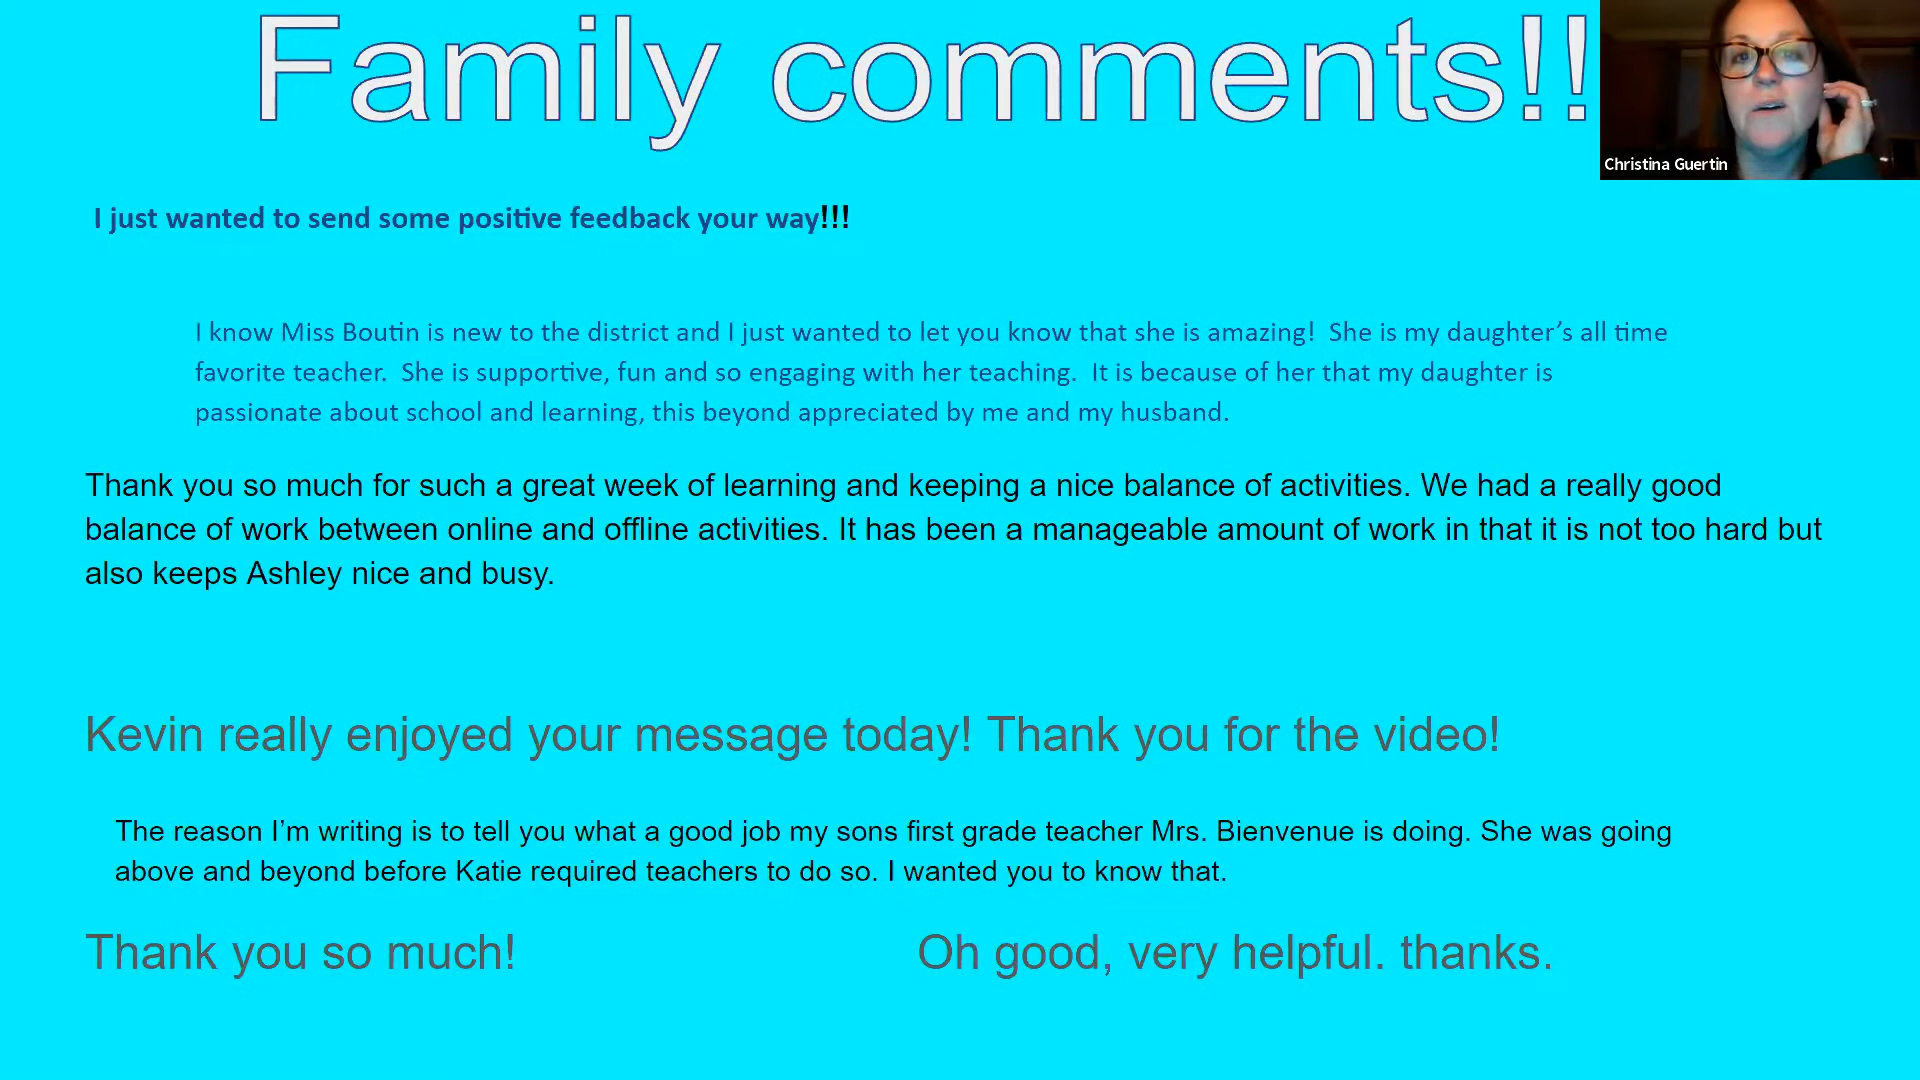 Family comments!!
Christina Guertin
I just wanted to send some positive feedback your way!!!
I know Miss Boutin is new to the district and I just wanted to let you know that she is amazing!  She is my daughter’s all time
favorite teacher.  She is supportive, fun and so engaging with her teaching.  It is because of her that my daughter is
passionate about school and learning, this beyond appreciated by me and my husband.
Thank you so much for such a great week of learning and keeping a nice balance of activities. We had a really good
balance of work between online and offline activities. It has been a manageable amount of work in that it is not too hard but
also keeps Ashley nice and busy.
Kevin really enjoyed your message today! Thank you for the video!
The reason I’m writing is to tell you what a good job my sons first grade teacher Mrs. Bienvenue is doing. She was going
above and beyond before Katie required teachers to do so. I wanted you to know that.
Thank you so much!
Oh good, very helpful. thanks.